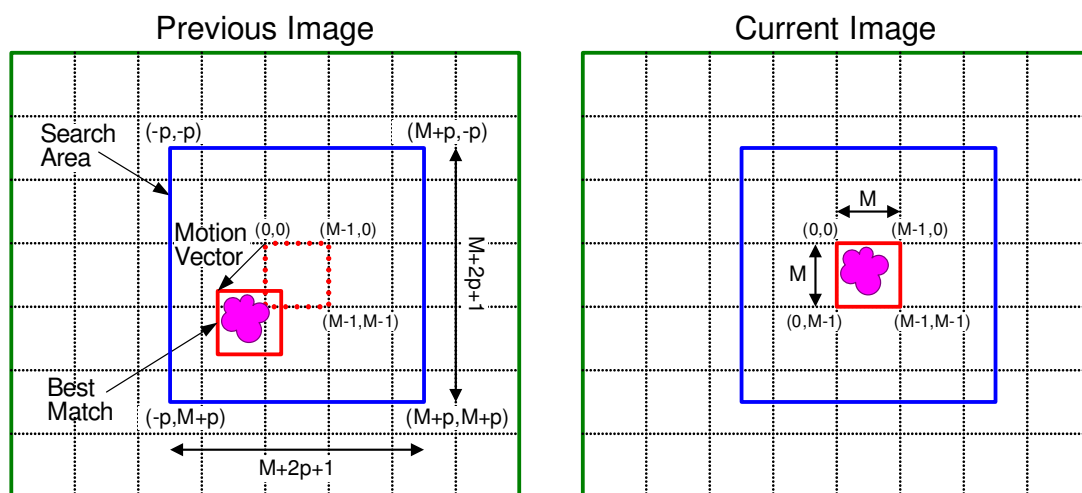 Previous Image
Current Image
Search
Area
(-p,-p)
(M+p,-p)
Motion
Vector
(0,0)
(M-1,0)
M+2p+1
(M-1,M-1)
Best
Match
(-p,M+p)
(M+p,M+p)
M+2p+1
M
(0,0)
(M-1,0)
M
(0,M-1)
(M-1,M-1)